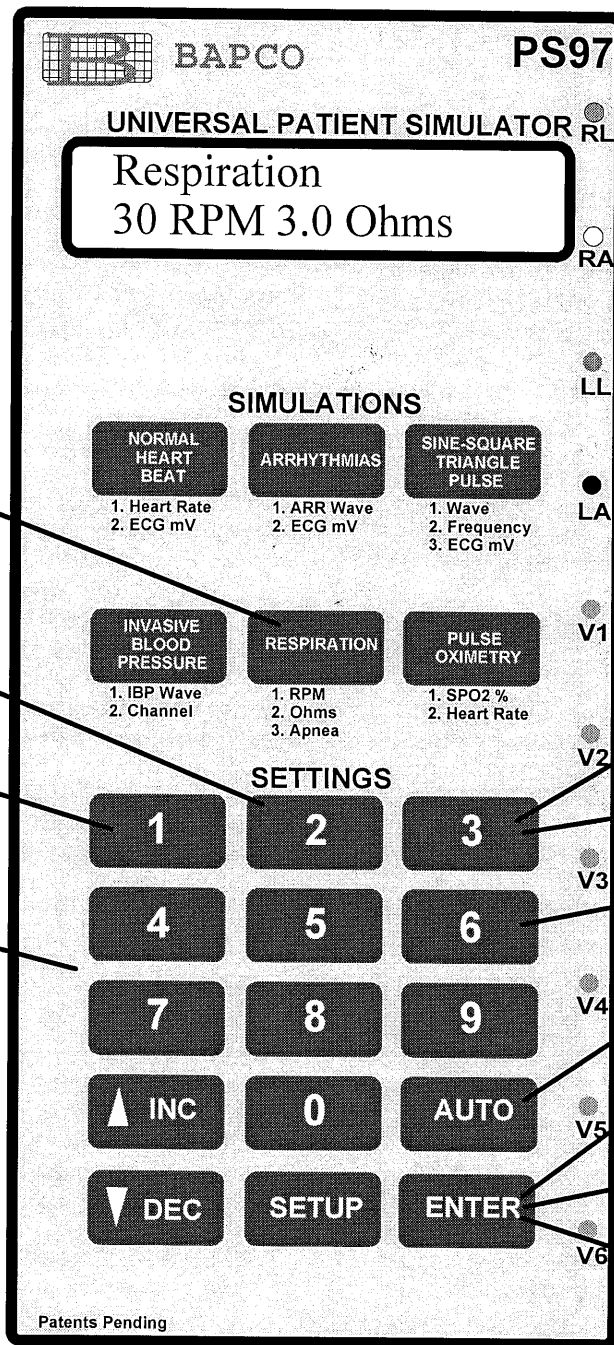 B BAPCO PS97
UNIVERSAL PATIENT SIMULATOR RL
Respiration
30 RPM 3.0 Ohms
RA
LL
SIMULATIONS
NORMAL
HEART
BEAT
1. Heart Rate
2. ECG mV
ARRHYTHMIAS
1. ARR Wave
2. ECG mV
SINE-SQUARE
TRIANGLE
PULSE
1. Wave
2. Frequency
3. ECG mV
LA
INVASIVE
BLOOD
PRESSURE
1. IBP Wave
2. Channel
RESPIRATION
1. RPM
2. Ohms
3. Apnea
PULSE
OXIMETRY
1. SPO2 %
2. Heart Rate
V1
V2
SETTINGS
1 2 3
V3
4 5 6
V4
7 8 9
INC 0 AUTO
V5
DEC SETUP ENTER
V6
Patents Pending